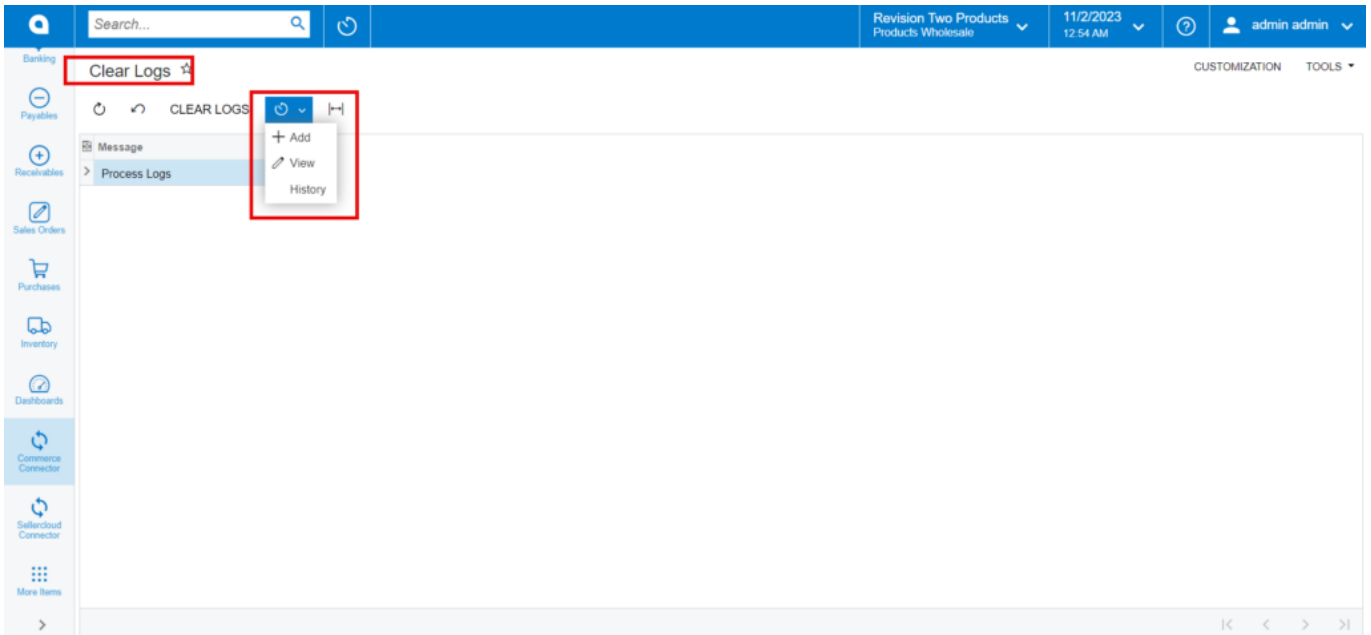 Search...
Revision Two Products
Products Wholesale
11/2/2023
12:54 AM
admin admin
Banking
Clear Logs
CUSTOMIZATION
TOOLS
Payables
CLEAR LOGS
Add
Message
View
Process Logs
History
Receivables
Sales Orders
Purchases
Inventory
Dashboards
Commerce
Connector
Sellercloud
Connector
More Items